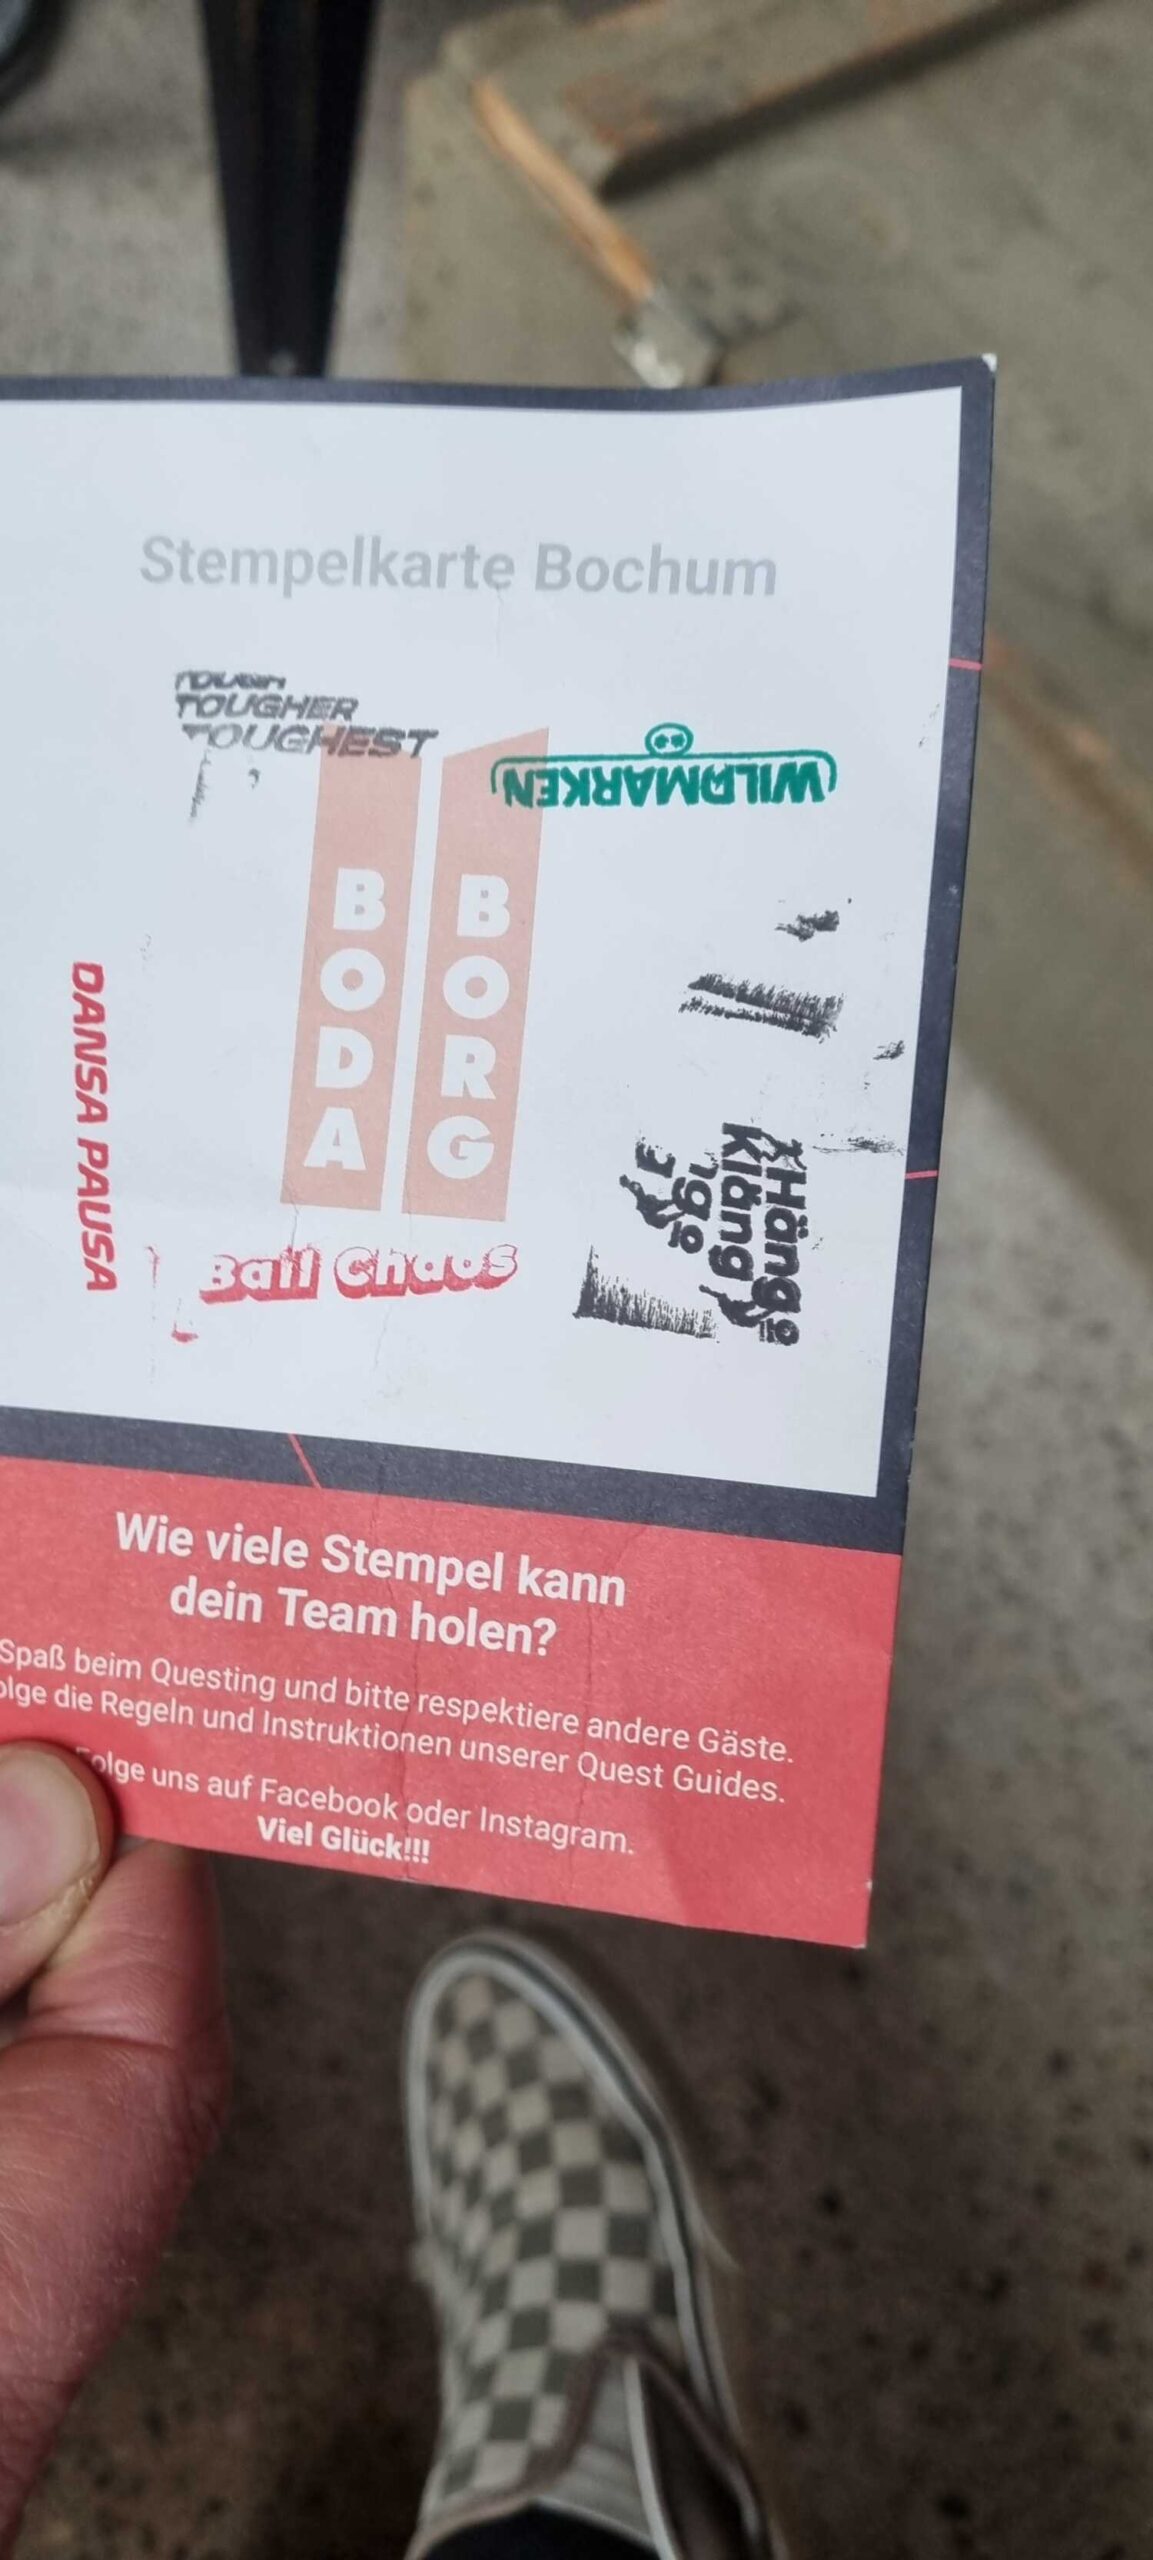 Stempelkarte Bochum
TOUGH
TOUGHER
TOUGHEST
WILDMARKEN
BODA
BORG
DANSA PAUSA
Ball Chaos
Häng
Kläng
Wie viele Stempel kann
dein Team holen?
Spaß beim Questing und bitte respektiere andere Gäste.
die Regeln und Instruktionen unserer Quest Guides.
Folge uns auf Facebook oder Instagram.
Viel Glück!!!